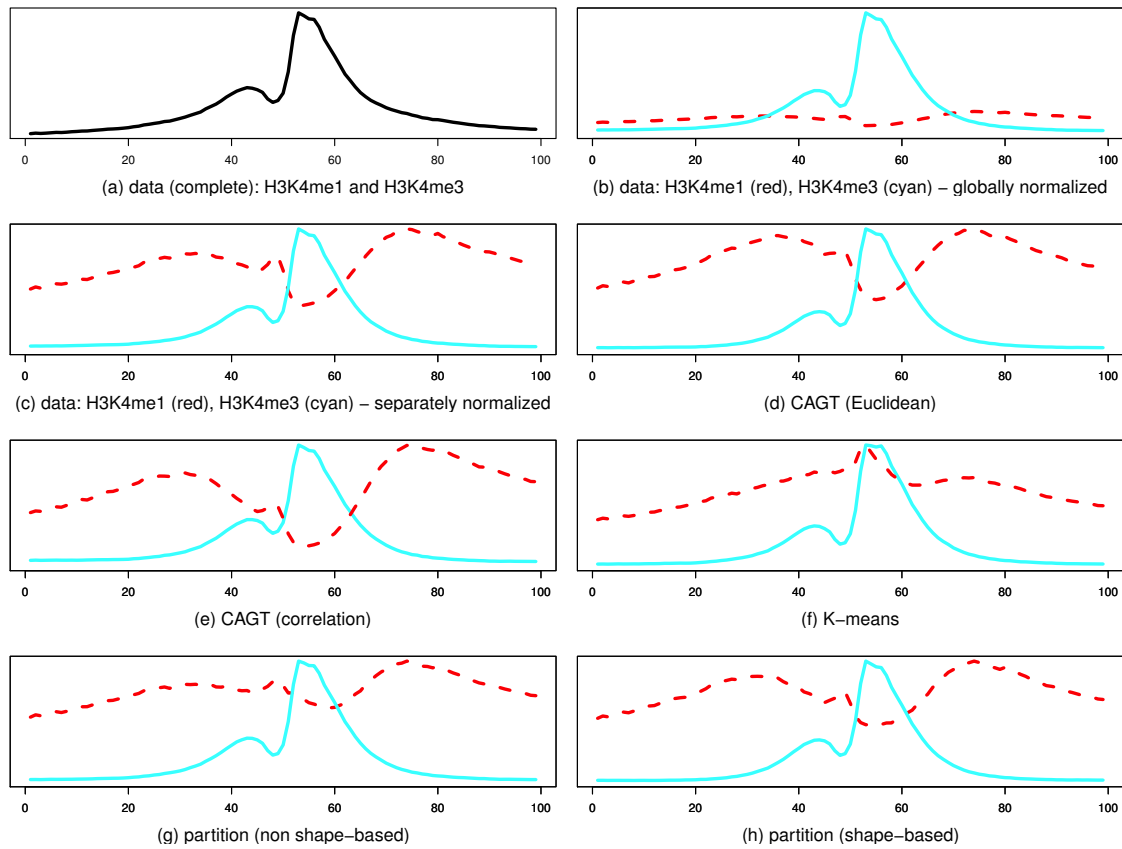 0 20 40 60 80 100
(a) data (complete): H3K4me1 and H3K4me3
0 20 40 60 80 100
(b) data: H3K4me1 (red), H3K4me3 (cyan) − globally normalized
0 20 40 60 80 100
(c) data: H3K4me1 (red), H3K4me3 (cyan) − separately normalized
0 20 40 60 80 100
(d) CAGT (Euclidean)
0 20 40 60 80 100
(e) CAGT (correlation)
0 20 40 60 80 100
(f) K−means
0 20 40 60 80 100
(g) partition (non shape−based)
0 20 40 60 80 100
(h) partition (shape−based)